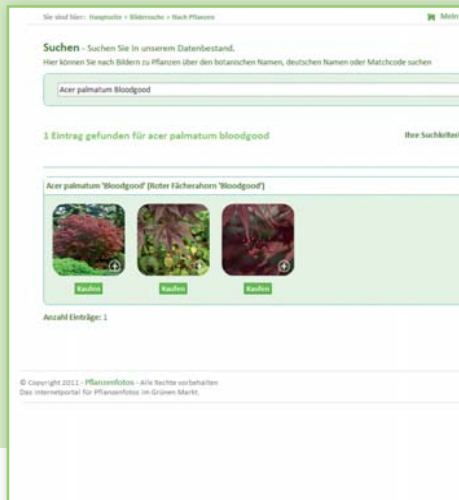 Sie sind hier: Hauptseite » Bildersuche » Nach Pflanzen
Mein
Suchen - Suchen Sie in unserem Datenbestand.
Hier können Sie nach Bildern zu Pflanzen über den botanischen Namen, deutschen Namen oder Matchcode suchen
Acer palmatum Bloodgood
1 Eintrag gefunden für acer palmatum bloodgood
Ihre Suchkriteri
Acer palmatum 'Bloodgood' (Roter Fächerahorn 'Bloodgood')
Kaufen Kaufen Kaufen
Anzahl Einträge: 1
© Copyright 2011 - Pflanzenfotos - Alle Rechte vorbehalten
Das Internetportal für Pflanzenfotos im Grünen Markt.